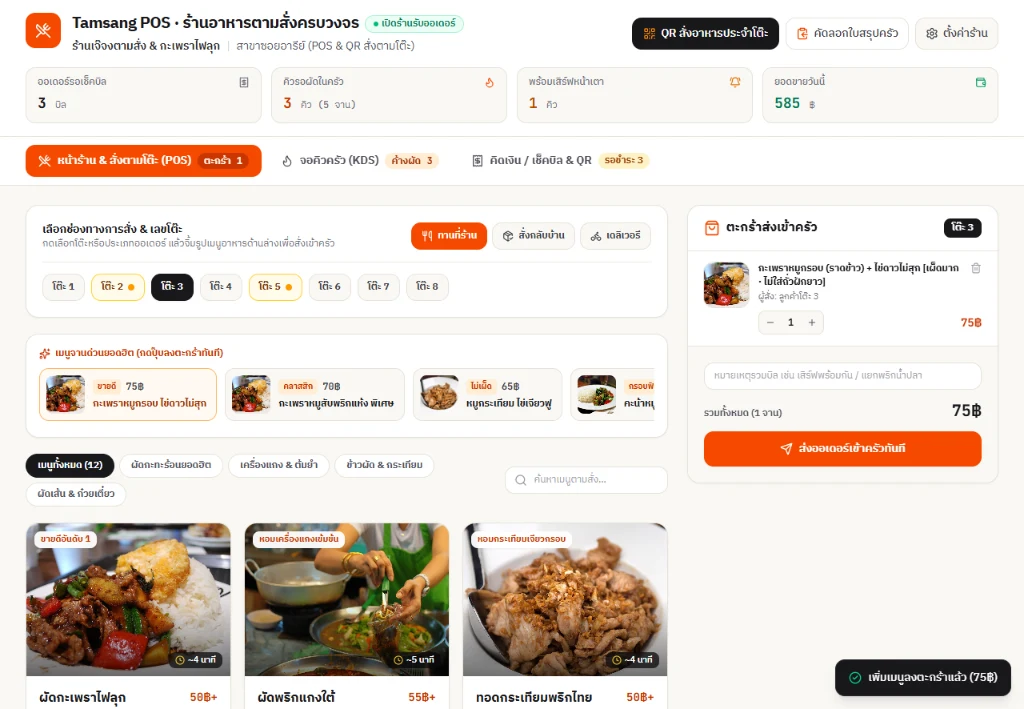 Tamsang POS · ร้านอาหารตามสั่งครบวงจร
เปิดร้านรับออเดอร์
ร้านเจ๊จงตามสั่ง & กะเพราไฟลุก | สาขาซอยอารีย์ (POS & QR สั่งตามโต๊ะ)
QR สั่งอาหารประจำโต๊ะ
คัดลอกใบสรุปครัว
ตั้งค่าร้าน
ออเดอร์รอเช็คบิล
3 บิล
คิวรอผัดในครัว
3 คิว (5 จาน)
พร้อมเสิร์ฟหน้าเตา
1 คิว
ยอดขายวันนี้
585 ฿
หน้าร้าน & สั่งตามโต๊ะ (POS) ตะกร้า 1
จอคิวครัว (KDS) ค้างผัด 3
คิดเงิน / เช็คบิล & QR รอชำระ 3
เลือกช่องทางการสั่ง & เลขโต๊ะ
กดเลือกโต๊ะหรือประเภทออเดอร์ แล้วจิ้มรูปเมนูอาหารด้านล่างเพื่อสั่งเข้าครัว
ทานที่ร้าน
สั่งกลับบ้าน
เดลิเวอรี
โต๊ะ 1
โต๊ะ 2
โต๊ะ 3
โต๊ะ 4
โต๊ะ 5
โต๊ะ 6
โต๊ะ 7
โต๊ะ 8
เมนูจานด่วนยอดฮิต (กดปุ๊บลงตะกร้าทันที)
ขายดี 75฿
กะเพราหมูกรอบ ไข่ดาวไม่สุก
คลาสสิก 70฿
กะเพราหมูสับพริกแห้ง พิเศษ
ไม่เผ็ด 65฿
หมูกระเทียม ไข่เจียวฟู
เมนูทั้งหมด (12)
ผัดกะทะร้อนยอดฮิต
เครื่องแกง & ต้มยำ
ข้าวผัด & กระเทียม
ผัดเส้น & ก๋วยเตี๋ยว
ค้นหาเมนูตามสั่ง...
ขายดีอันดับ 1
~4 นาที
ผัดกะเพราไฟลุก 50฿+
หอมเครื่องแกงเข้มข้น
~5 นาที
ผัดพริกแกงใต้ 55฿+
หอมกระเทียมเจียวกรอบ
~4 นาที
ทอดกระเทียมพริกไทย 50฿+
ตะกร้าส่งเข้าครัว
โต๊ะ 3
กะเพราหมูกรอบ (ราดข้าว) + ไข่ดาวไม่สุก [เผ็ดมาก
· ไม่ใส่ถั่วฝักยาว]
ผู้สั่ง: ลูกค้าโต๊ะ 3
− 1 +
75฿
หมายเหตุรวมบิล เช่น เสิร์ฟพร้อมกัน / แยกพริกน้ำปลา
รวมทั้งหมด (1 จาน) 75฿
ส่งออเดอร์เข้าครัวทันที
เพิ่มเมนูลงตะกร้าแล้ว (75฿)